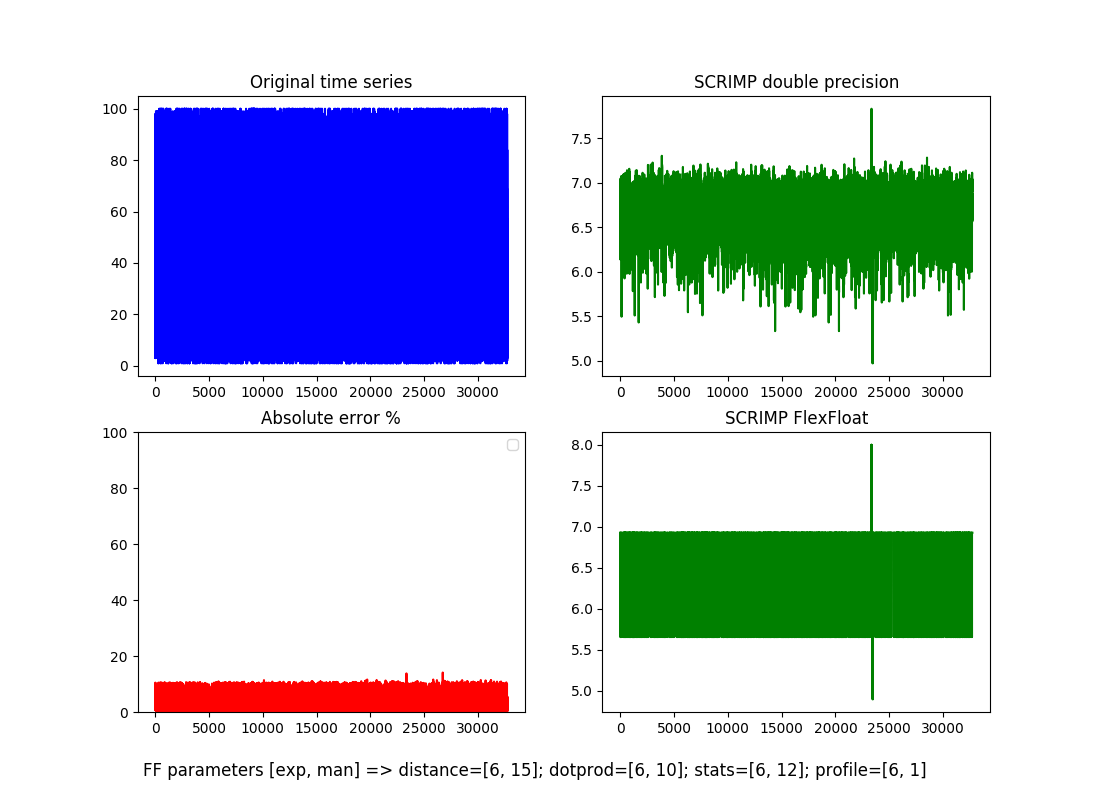 Original time series
100
80
60
40
20
0
0 5000 10000 15000 20000 25000 30000
SCRIMP double precision
7.5
7.0
6.5
6.0
5.5
5.0
0 5000 10000 15000 20000 25000 30000
Absolute error %
100
80
60
40
20
0
0 5000 10000 15000 20000 25000 30000
SCRIMP FlexFloat
8.0
7.5
7.0
6.5
6.0
5.5
5.0
0 5000 10000 15000 20000 25000 30000
FF parameters [exp, man] => distance=[6, 15]; dotprod=[6, 10]; stats=[6, 12]; profile=[6, 1]